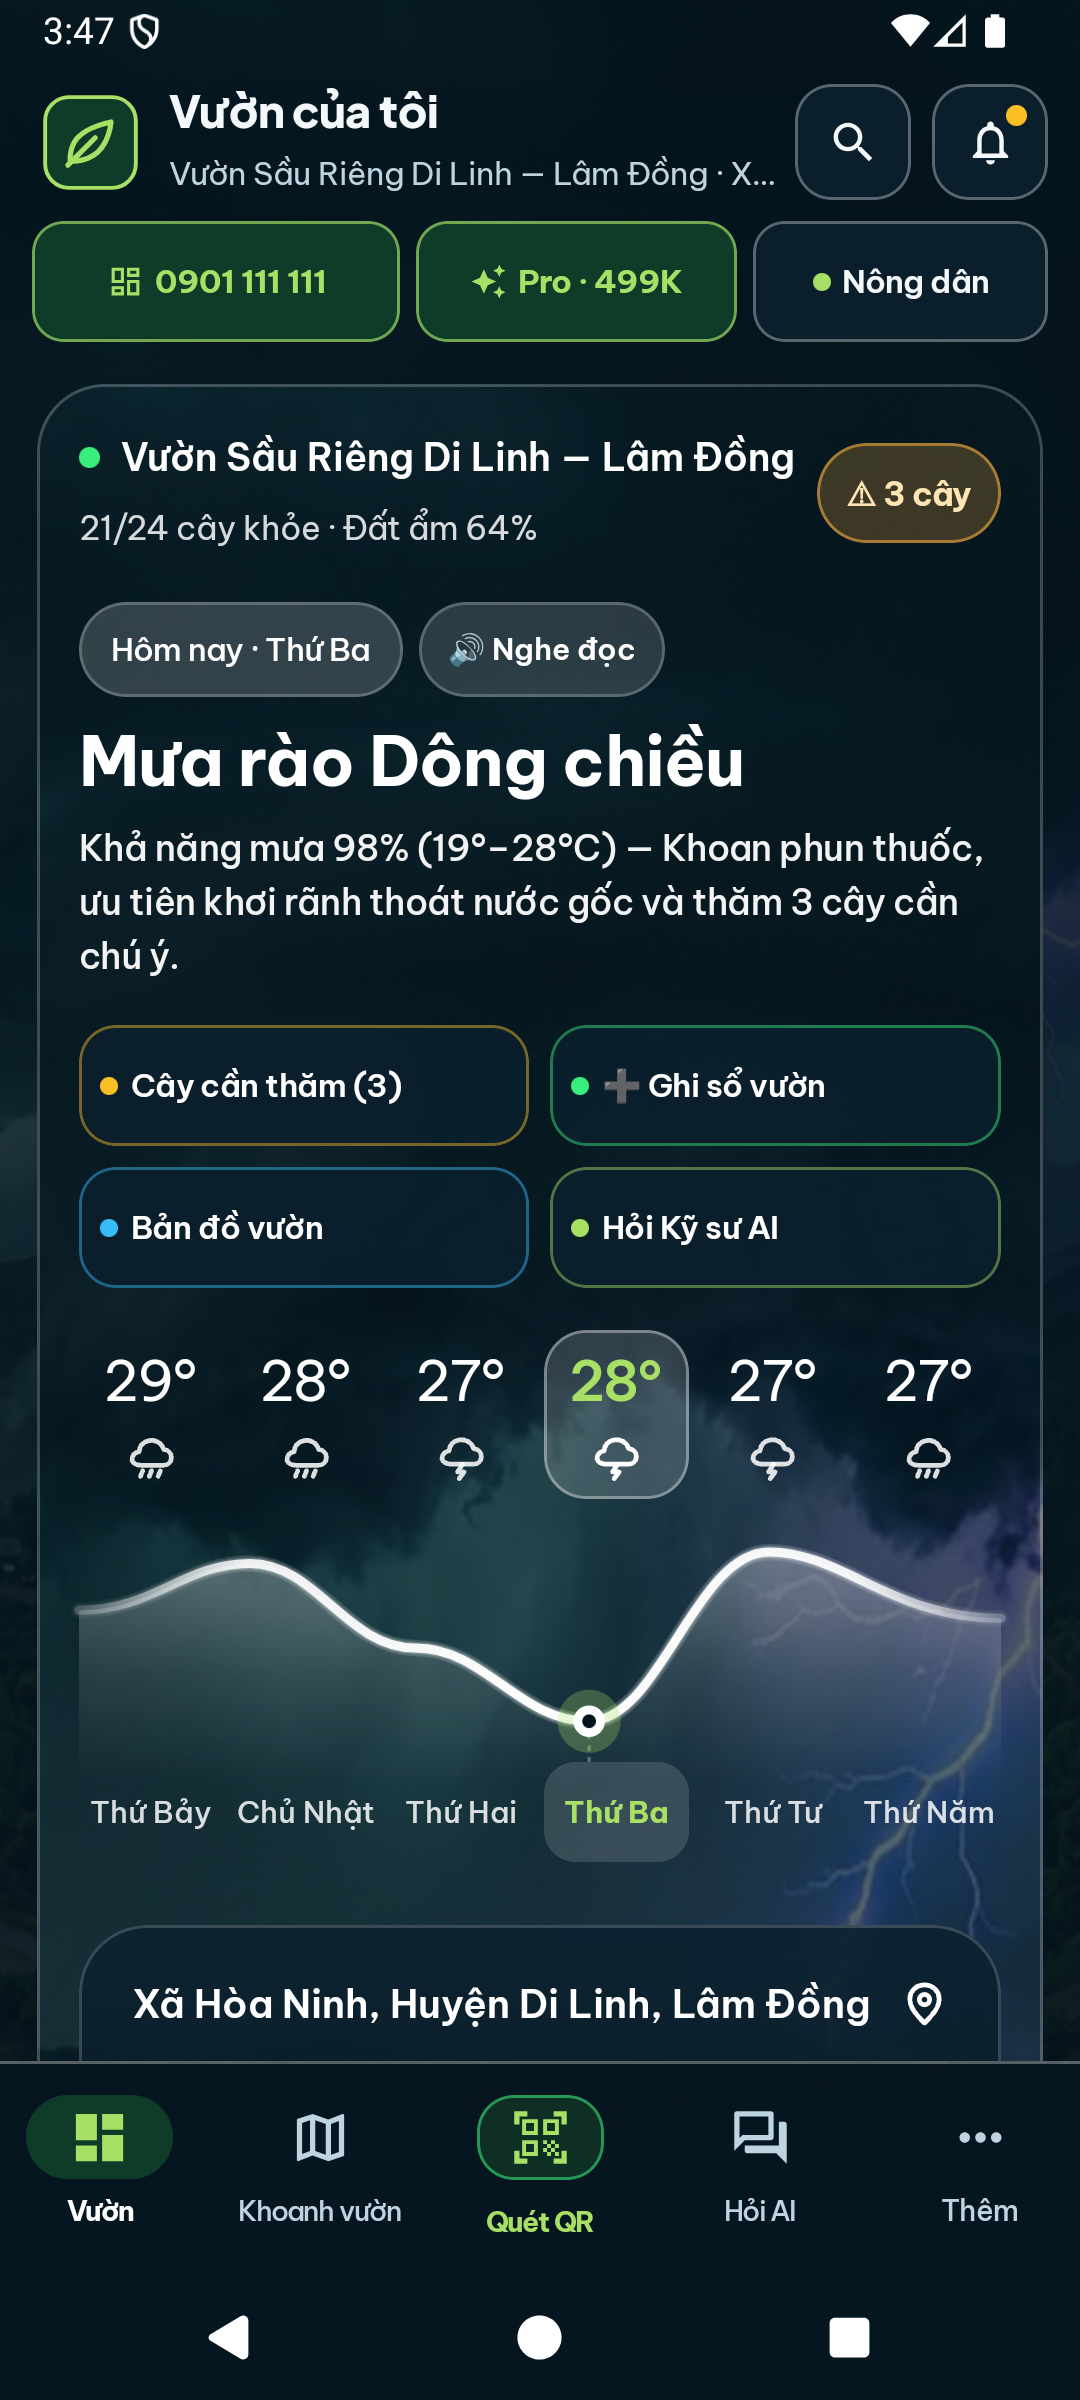 3:47
Vườn của tôi
Vườn Sầu Riêng Di Linh — Lâm Đồng · X...
0901 111 111
Pro · 499K
Nông dân
Vườn Sầu Riêng Di Linh — Lâm Đồng
⚠ 3 cây
21/24 cây khỏe · Đất ẩm 64%
Hôm nay · Thứ Ba
🔊 Nghe đọc
Mưa rào Dông chiều
Khả năng mưa 98% (19°–28°C) — Khoan phun thuốc,
ưu tiên khơi rãnh thoát nước gốc và thăm 3 cây cần
chú ý.
Cây cần thăm (3)
➕ Ghi sổ vườn
Bản đồ vườn
Hỏi Kỹ sư AI
29° 28° 27° 28° 27° 27°
Thứ Bảy Chủ Nhật Thứ Hai Thứ Ba Thứ Tư Thứ Năm
Xã Hòa Ninh, Huyện Di Linh, Lâm Đồng
Vườn
Khoanh vườn
Quét QR
Hỏi AI
Thêm